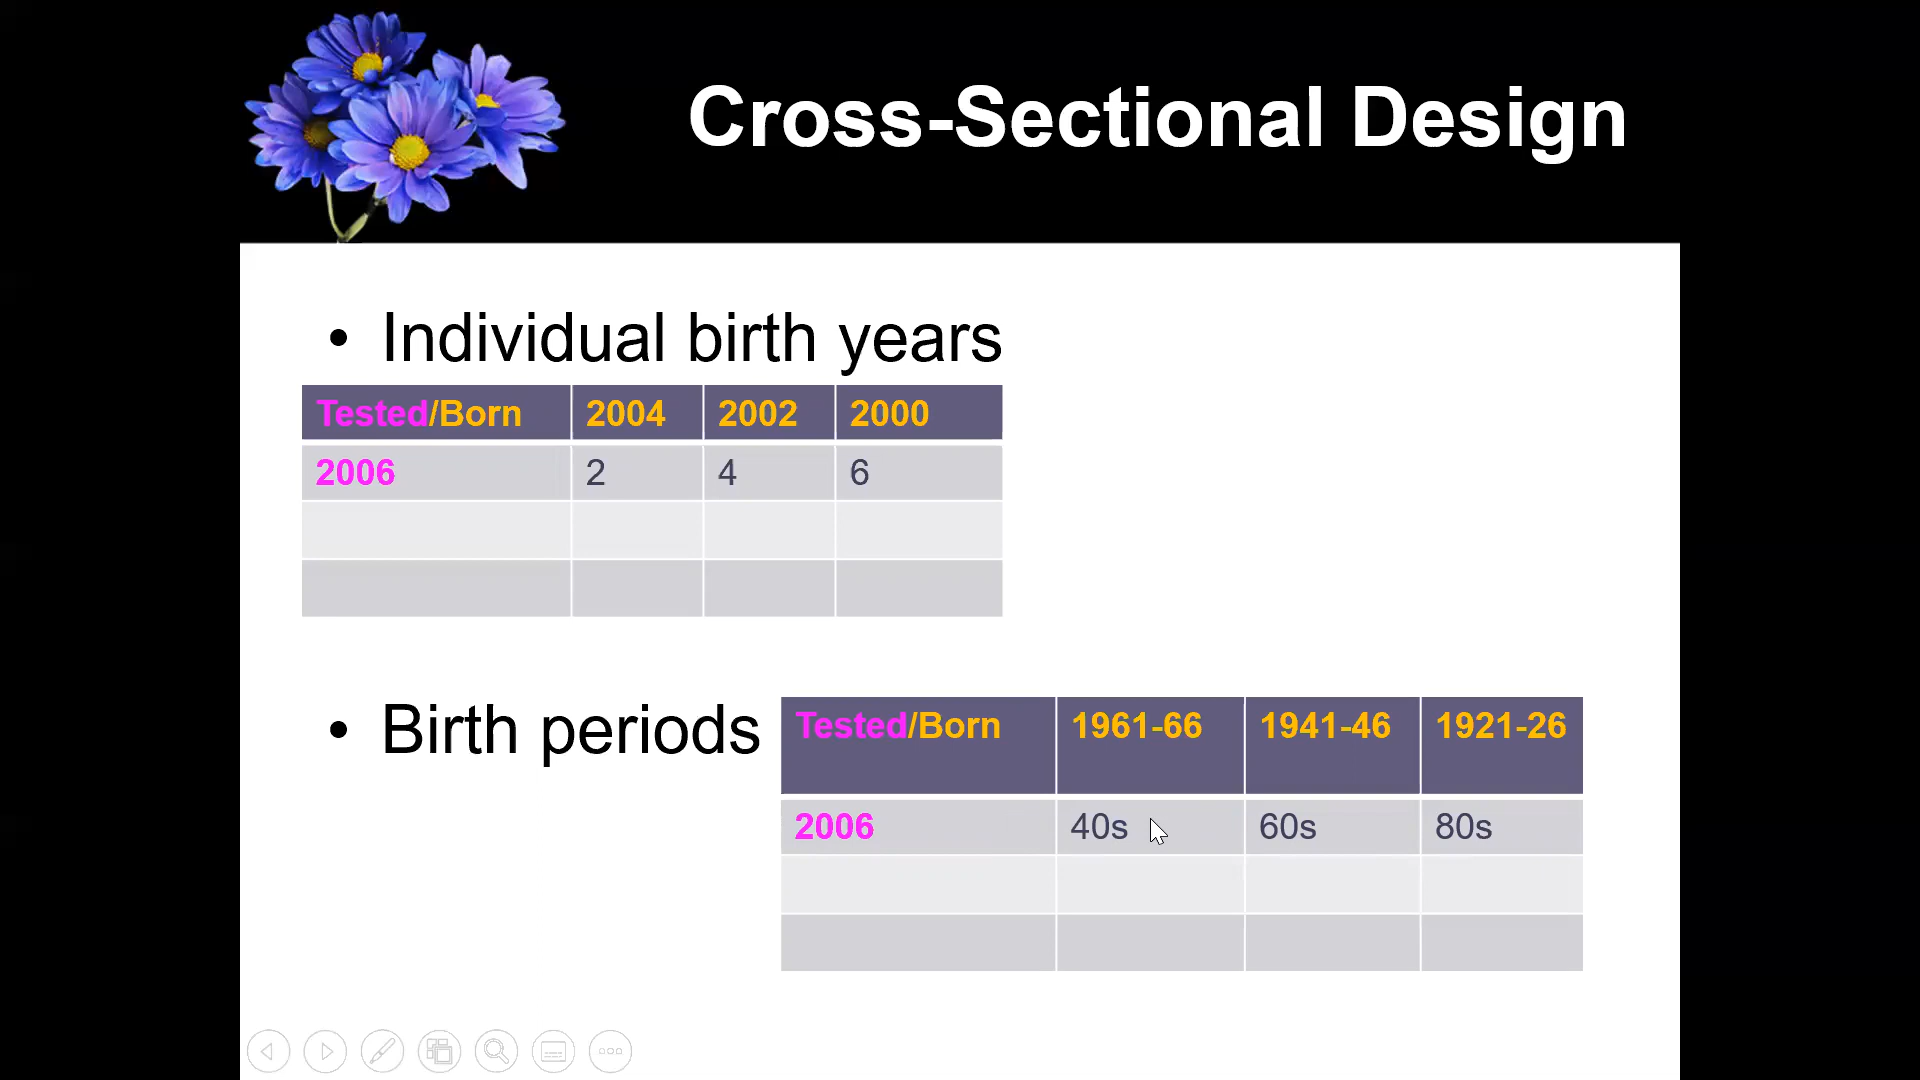 Cross-Sectional Design
• Individual birth years
Tested/Born 2004 2002 2000
2006 2 4 6
• Birth periods
Tested/Born 1961-66 1941-46 1921-26
2006 40s 60s 80s